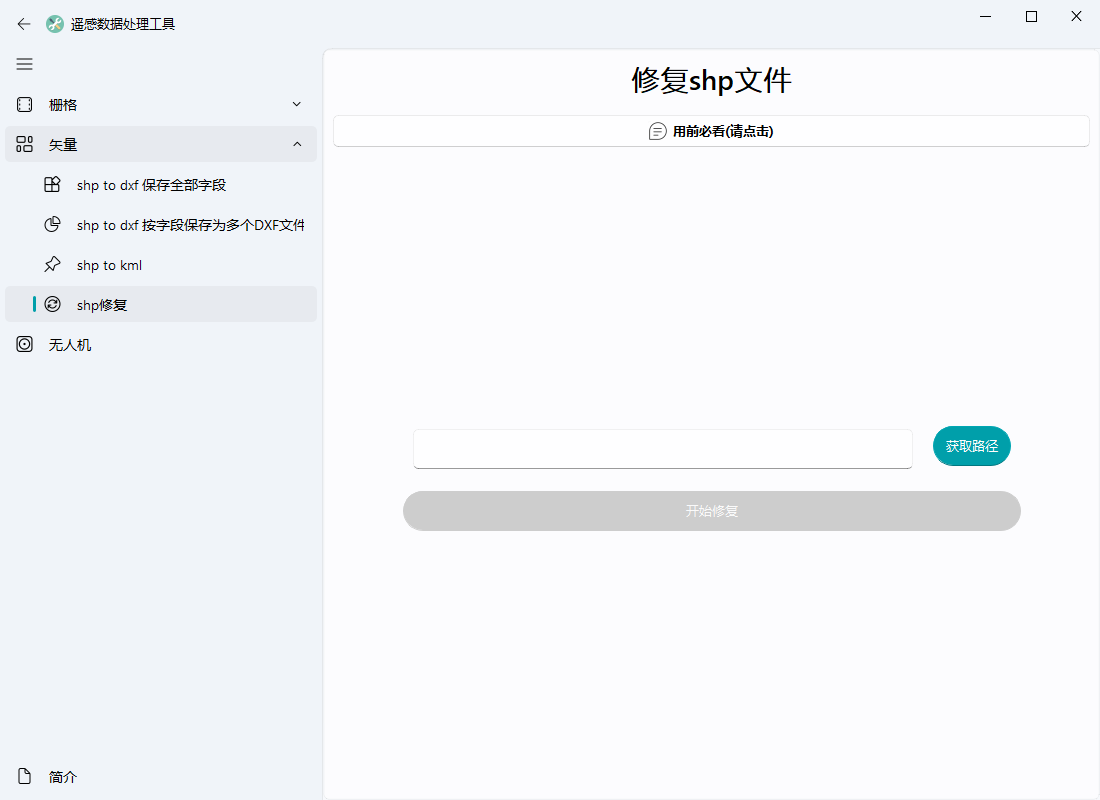 遥感数据处理工具
栅格
矢量
shp to dxf 保存全部字段
shp to dxf 按字段保存为多个DXF文件
shp to kml
shp修复
无人机
简介
修复shp文件
用前必看(请点击)
获取路径
开始修复